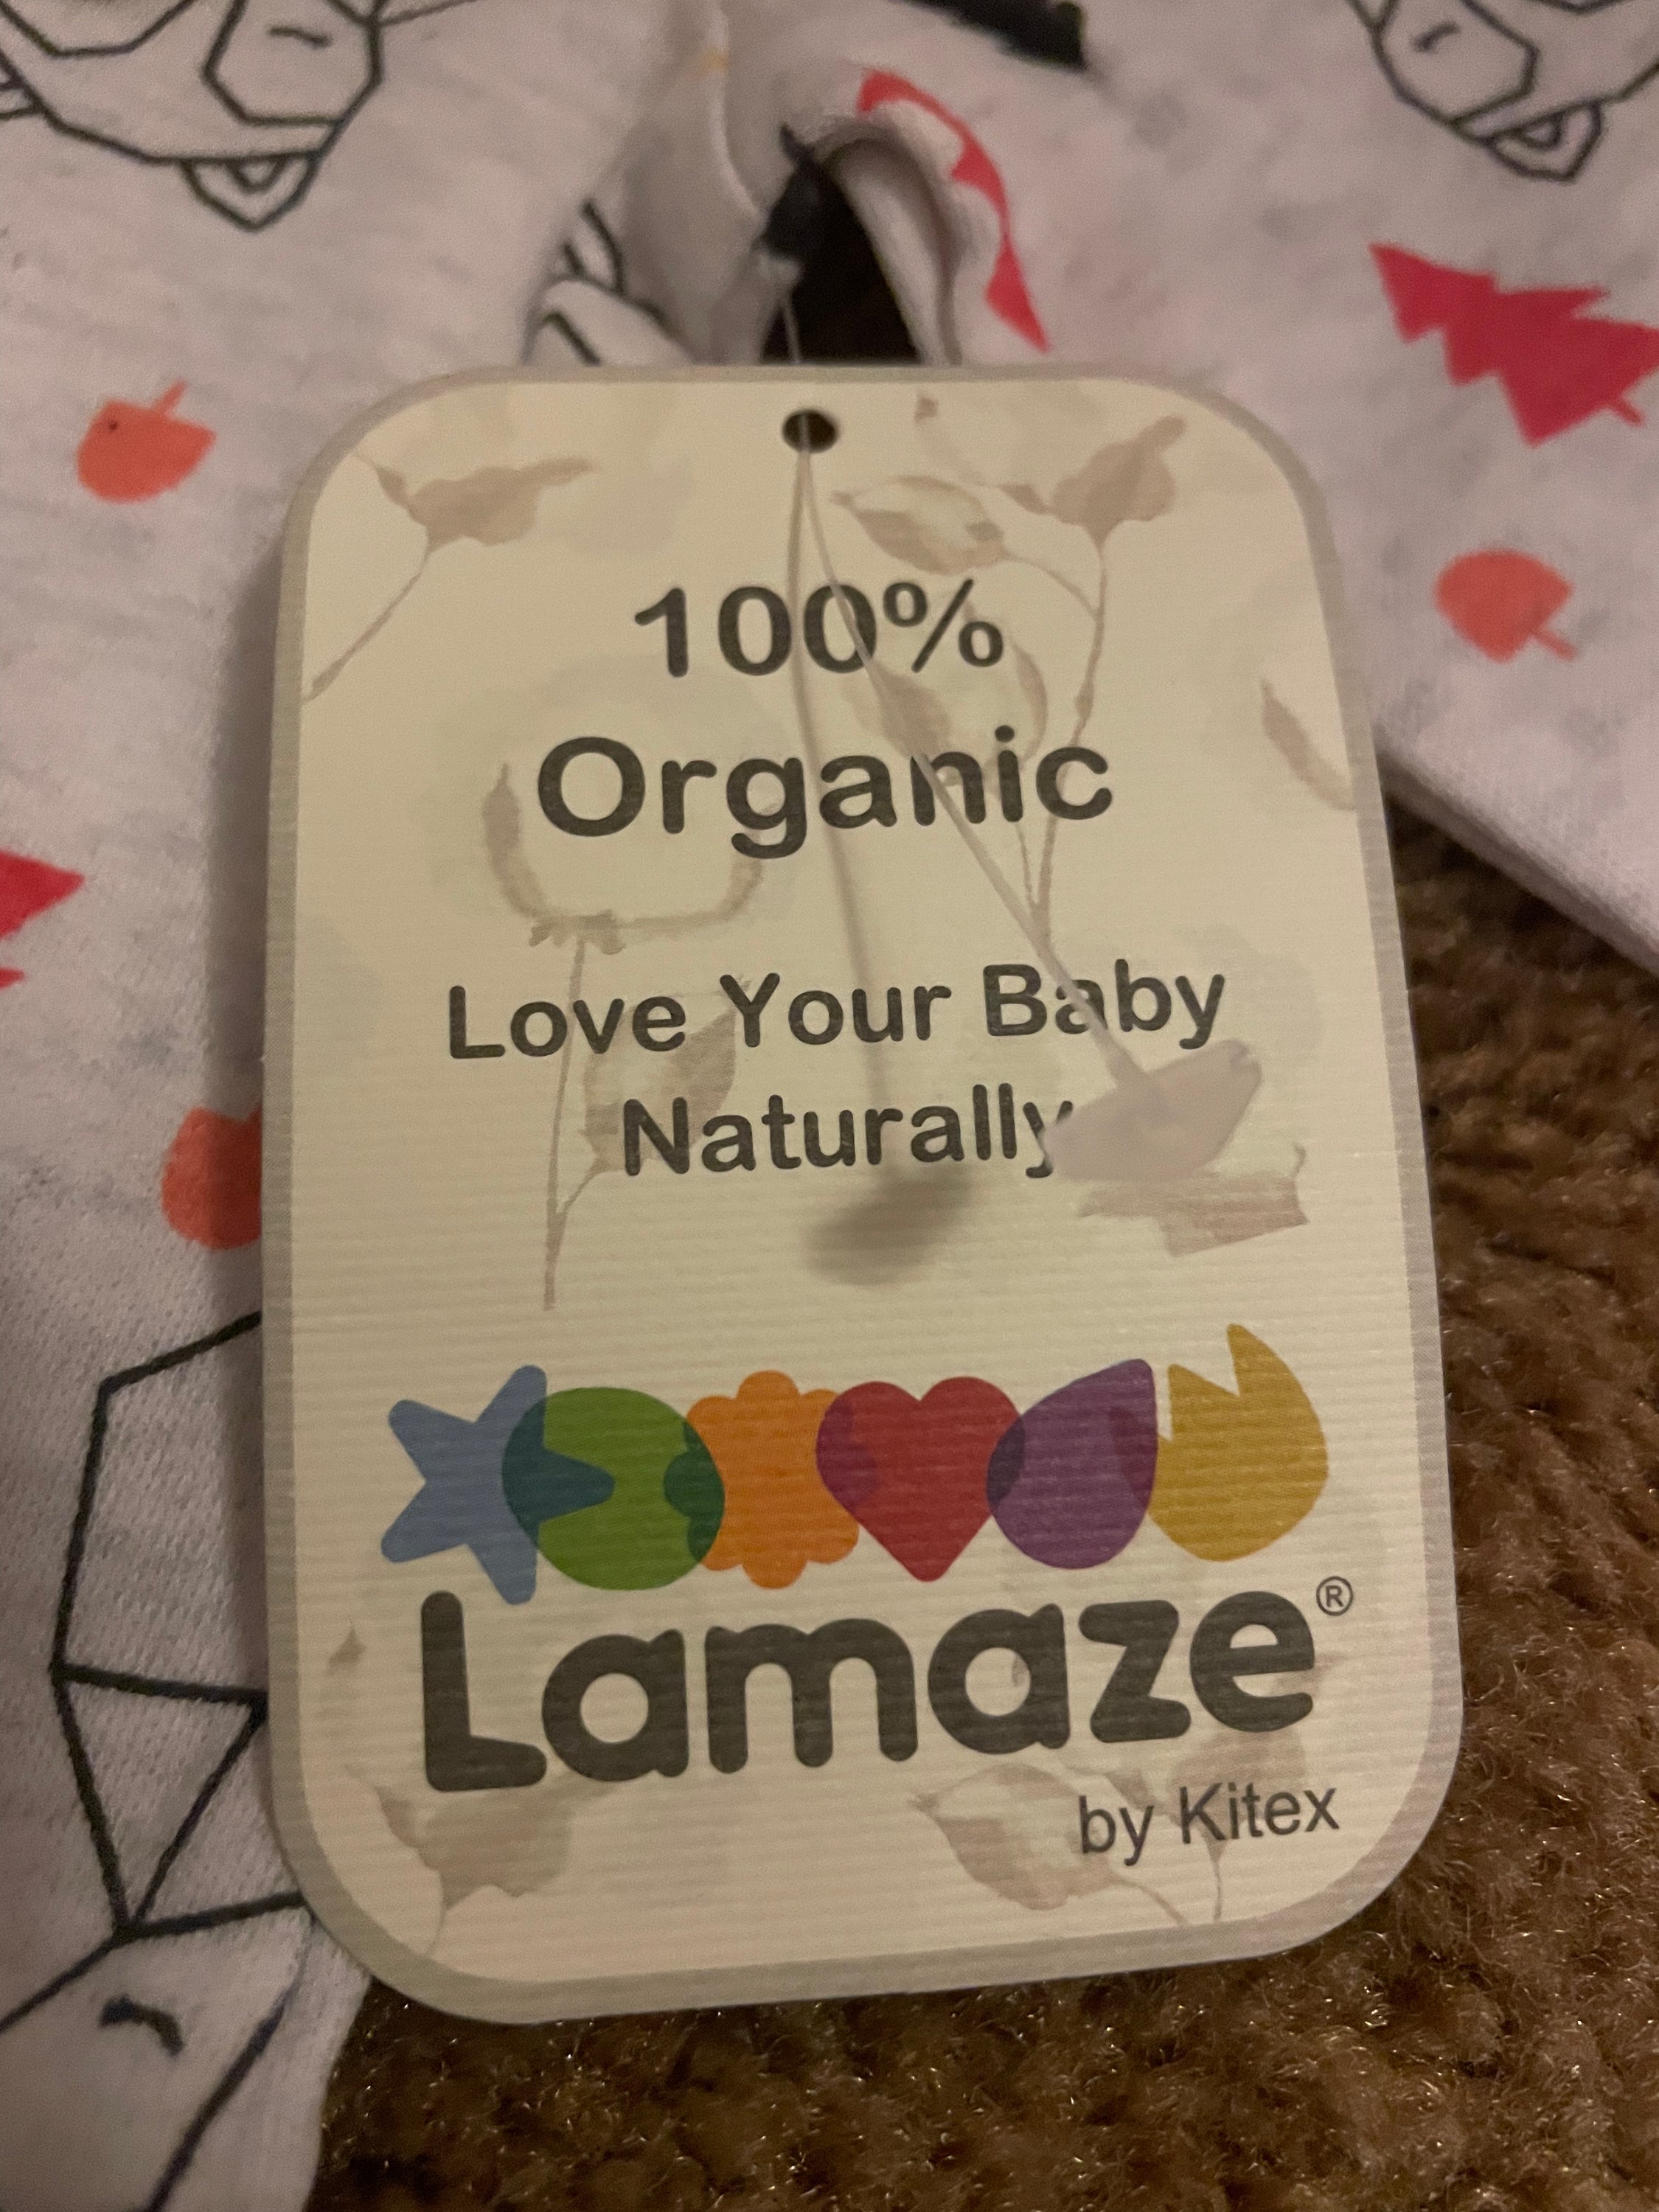 100%
Organic
Love Your Baby
Naturally
Lamaze®
by Kitex